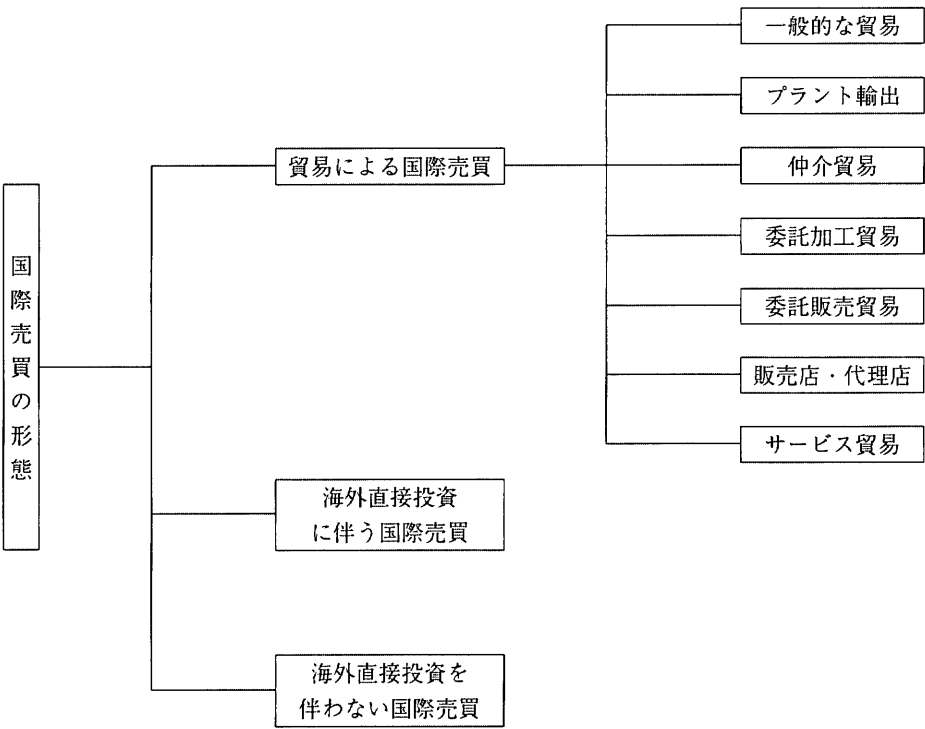 国際売買の形態
貿易による国際売買
一般的な貿易
プラント輸出
仲介貿易
委託加工貿易
委託販売貿易
販売店・代理店
サービス貿易
海外直接投資
に伴う国際売買
海外直接投資を
伴わない国際売買